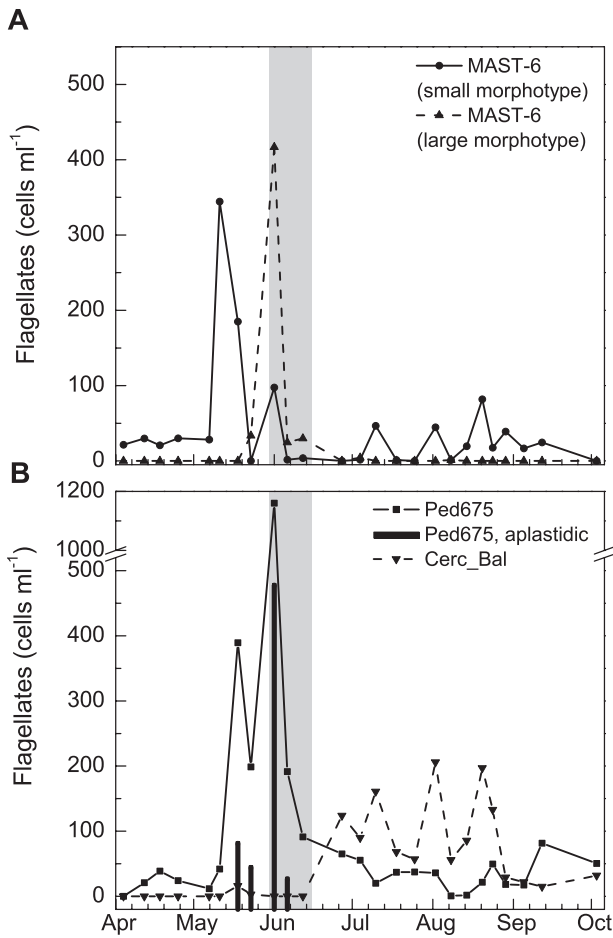 A
500
400
300
200
100
0
Flagellates (cells ml⁻¹)
MAST-6
(small morphotype)
MAST-6
(large morphotype)
B
1200
1000
500
400
300
200
100
0
Flagellates (cells ml⁻¹)
Ped675
Ped675, aplastidic
Cerc_Bal
Apr May Jun Jul Aug Sep Oct